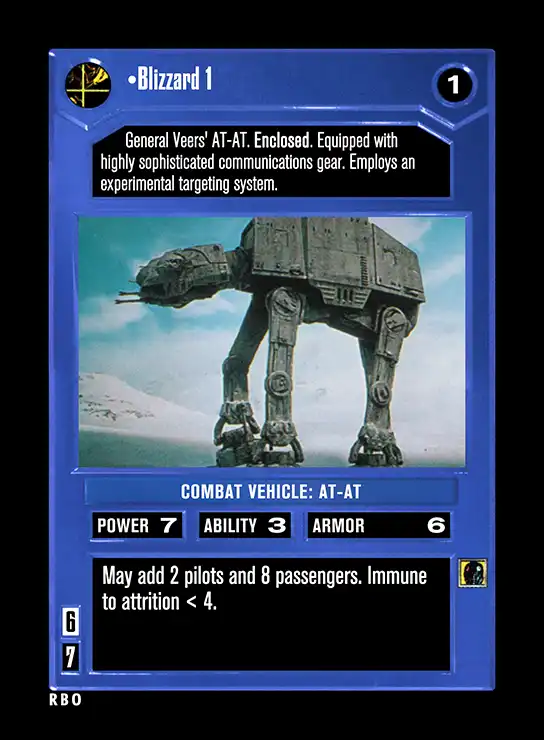 •Blizzard 1
1
General Veers' AT-AT. Enclosed. Equipped with
highly sophisticated communications gear. Employs an
experimental targeting system.
COMBAT VEHICLE: AT-AT
POWER 7 ABILITY 3 ARMOR 6
May add 2 pilots and 8 passengers. Immune
to attrition < 4.
6
7
RBO